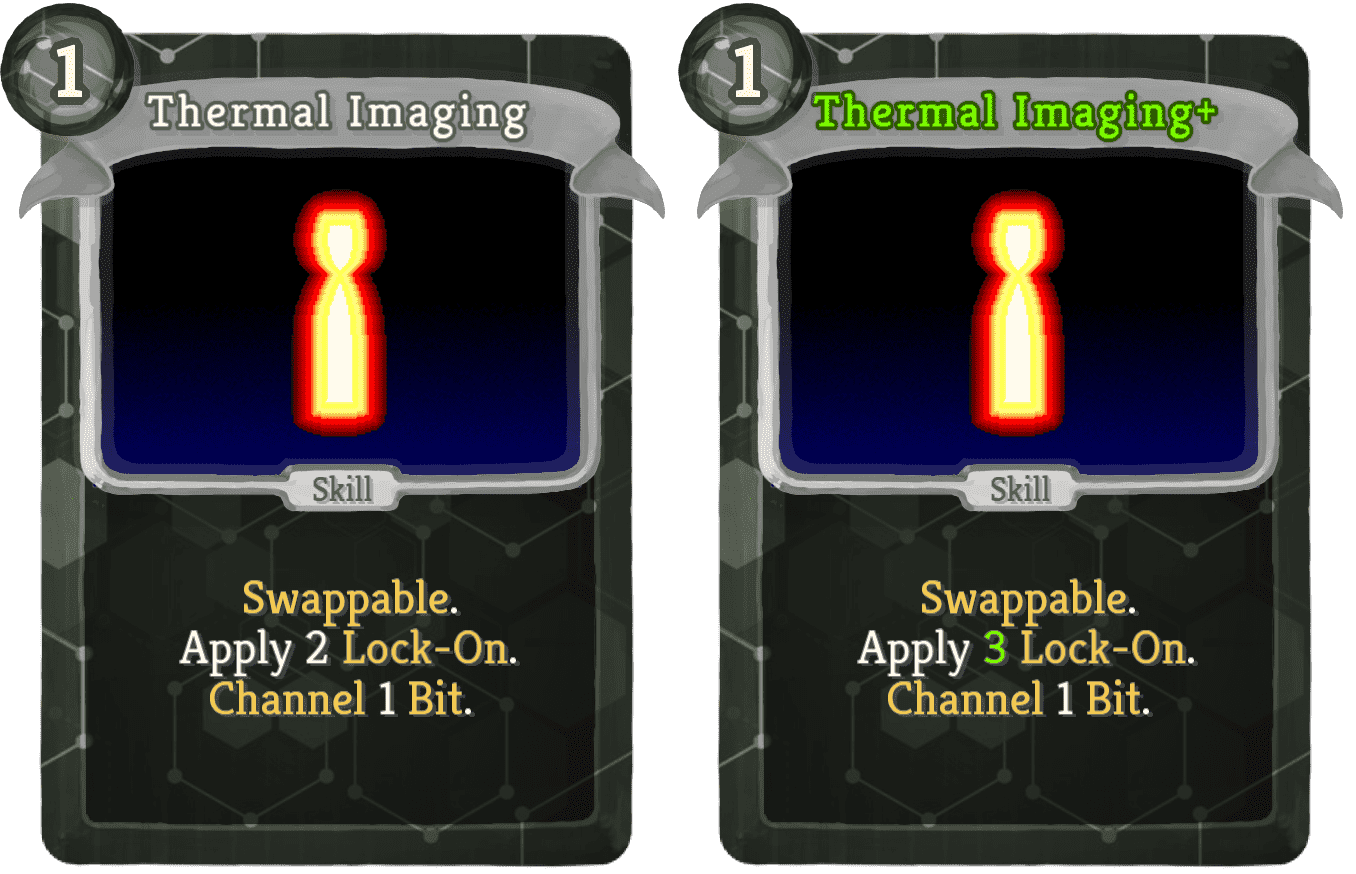 1
Thermal Imaging
Skill
Swappable.
Apply 2 Lock-On.
Channel 1 Bit.
1
Thermal Imaging+
Skill
Swappable.
Apply 3 Lock-On.
Channel 1 Bit.